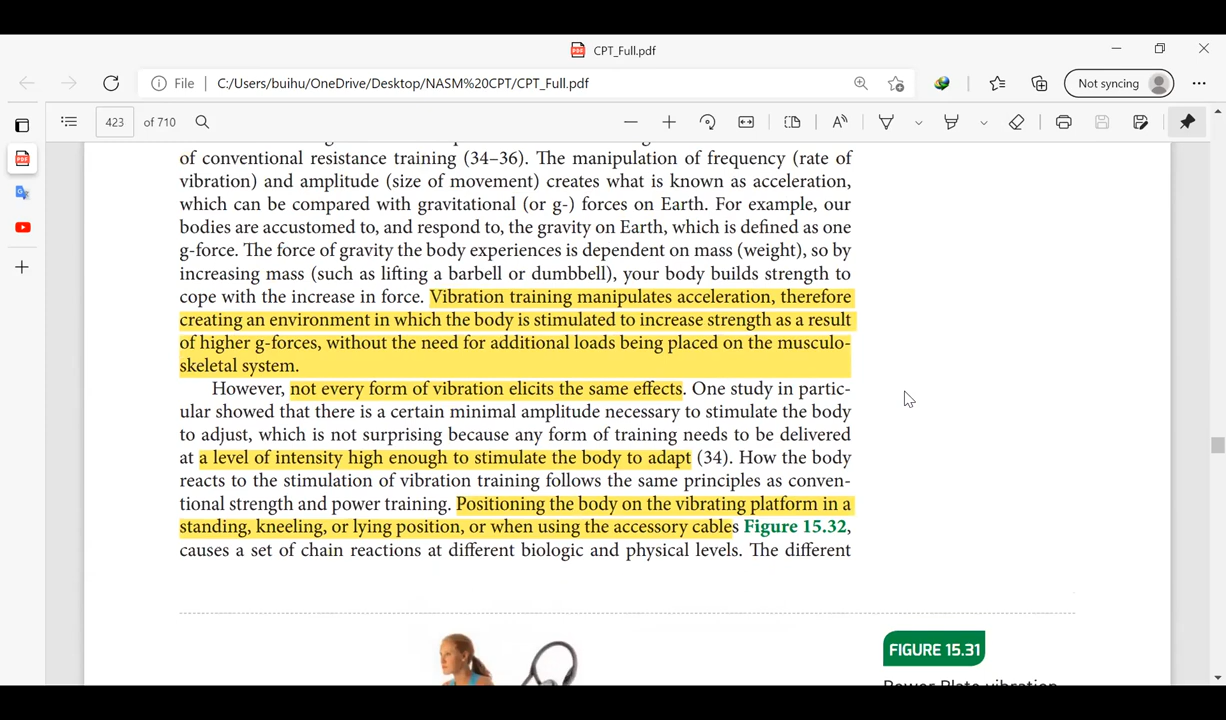 CPT_Full.pdf
File | C:/Users/buihu/OneDrive/Desktop/NASM%20CPT/CPT_Full.pdf
Not syncing
423 of 710
of conventional resistance training (34–36). The manipulation of frequency (rate of
vibration) and amplitude (size of movement) creates what is known as acceleration,
which can be compared with gravitational (or g-) forces on Earth. For example, our
bodies are accustomed to, and respond to, the gravity on Earth, which is defined as one
g-force. The force of gravity the body experiences is dependent on mass (weight), so by
increasing mass (such as lifting a barbell or dumbbell), your body builds strength to
cope with the increase in force. Vibration training manipulates acceleration, therefore
creating an environment in which the body is stimulated to increase strength as a result
of higher g-forces, without the need for additional loads being placed on the musculo-
skeletal system.
However, not every form of vibration elicits the same effects. One study in partic-
ular showed that there is a certain minimal amplitude necessary to stimulate the body
to adjust, which is not surprising because any form of training needs to be delivered
at a level of intensity high enough to stimulate the body to adapt (34). How the body
reacts to the stimulation of vibration training follows the same principles as conven-
tional strength and power training. Positioning the body on the vibrating platform in a
standing, kneeling, or lying position, or when using the accessory cables Figure 15.32,
causes a set of chain reactions at different biologic and physical levels. The different
FIGURE 15.31
Power Plate vibration